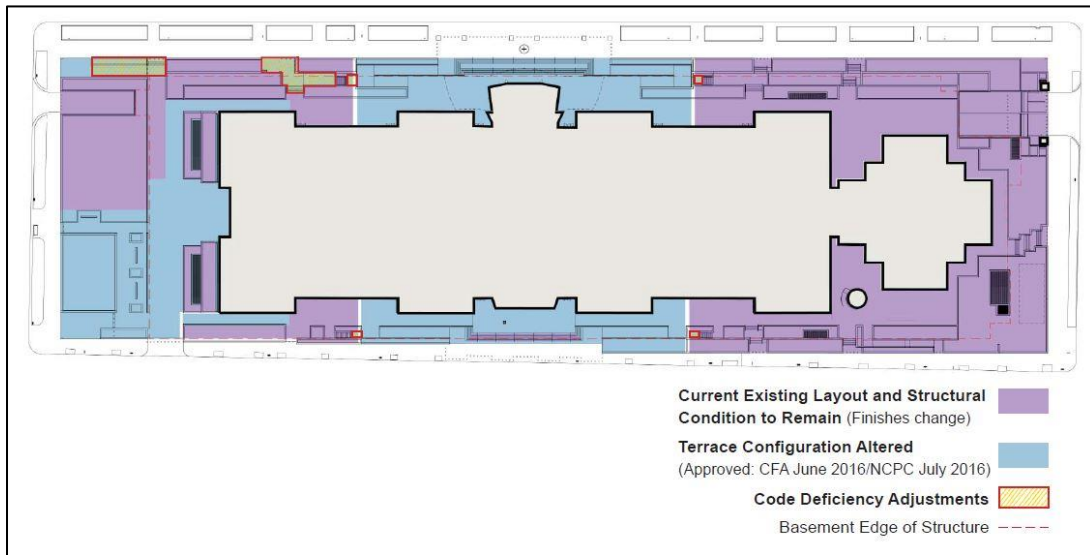 Current Existing Layout and Structural
Condition to Remain (Finishes change)
Terrace Configuration Altered
(Approved: CFA June 2016/NCPC July 2016)
Code Deficiency Adjustments
Basement Edge of Structure